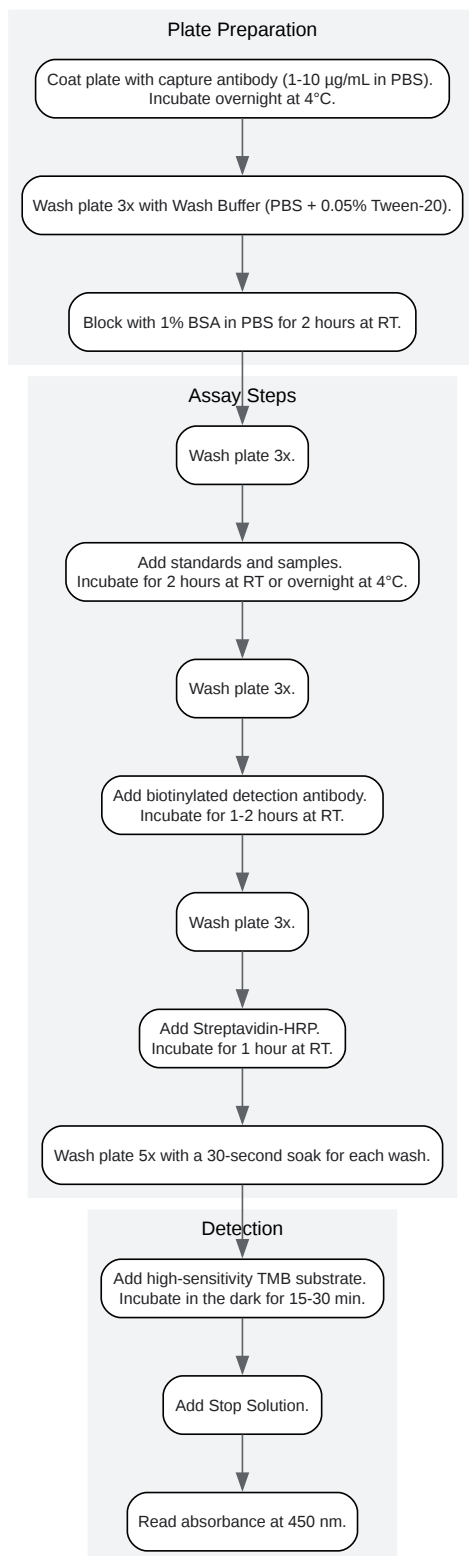 Plate Preparation
Coat plate with capture antibody (1-10 µg/mL in PBS).
Incubate overnight at 4°C.
Wash plate 3x with Wash Buffer (PBS + 0.05% Tween-20).
Block with 1% BSA in PBS for 2 hours at RT.
Assay Steps
Wash plate 3x.
Add standards and samples.
Incubate for 2 hours at RT or overnight at 4°C.
Wash plate 3x.
Add biotinylated detection antibody.
Incubate for 1-2 hours at RT.
Wash plate 3x.
Add Streptavidin-HRP.
Incubate for 1 hour at RT.
Wash plate 5x with a 30-second soak for each wash.
Detection
Add high-sensitivity TMB substrate.
Incubate in the dark for 15-30 min.
Add Stop Solution.
Read absorbance at 450 nm.